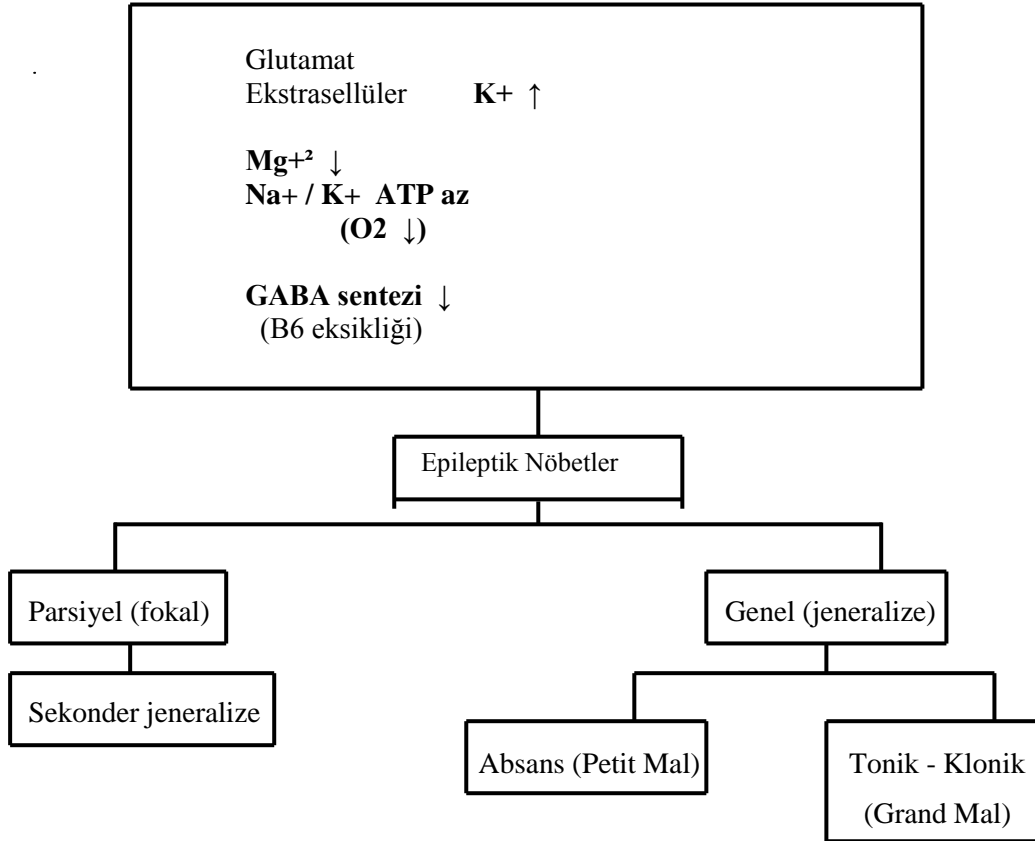 Glutamat
Ekstrasellüler K+ ↑
Mg+² ↓
Na+ / K+ ATP az
(O2 ↓)
GABA sentezi ↓
(B6 eksikliği)
Epileptik Nöbetler
Parsiyel (fokal)
Genel (jeneralize)
Sekonder jeneralize
Absans (Petit Mal)
Tonik - Klonik
(Grand Mal)